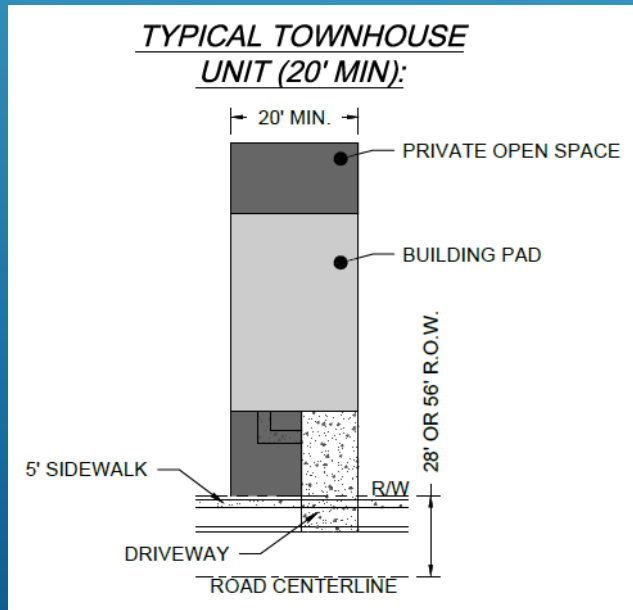 TYPICAL TOWNHOUSE
UNIT (20' MIN):
20' MIN.
PRIVATE OPEN SPACE
BUILDING PAD
28' OR 56' R.O.W.
5' SIDEWALK
R/W
DRIVEWAY
ROAD CENTERLINE